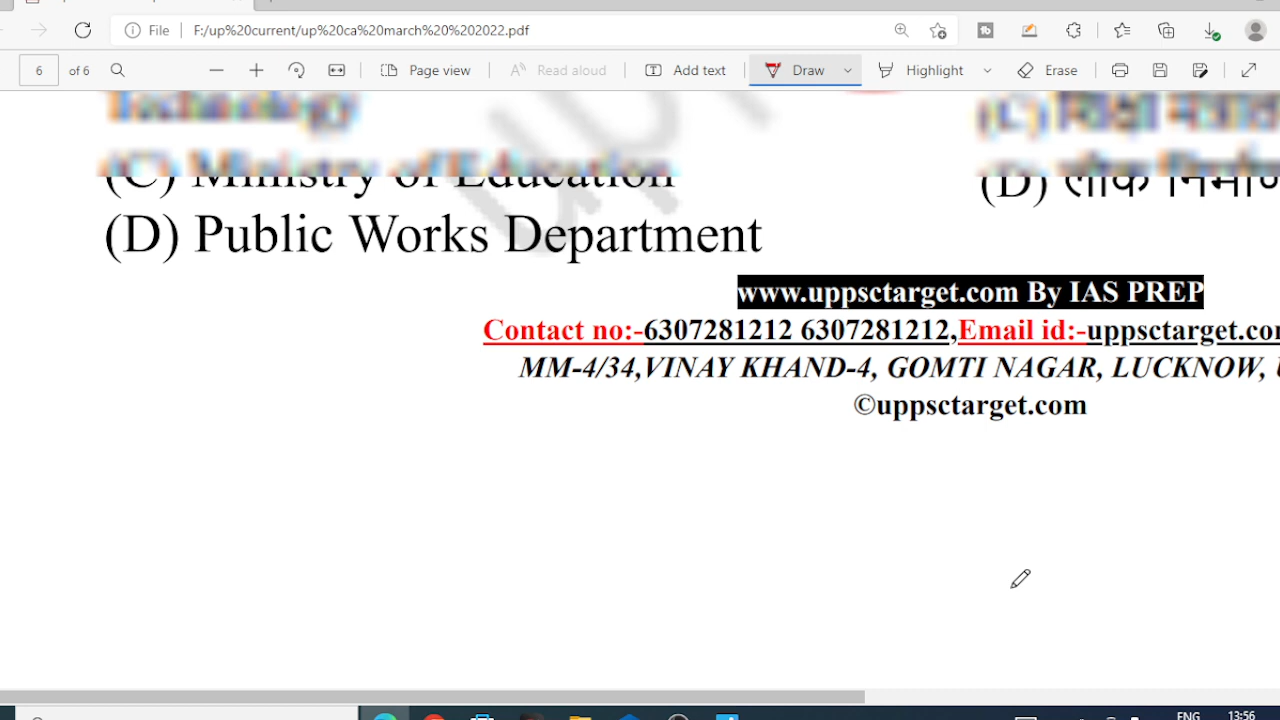 File F:/up%20current/up%20ca%20march%20%202022.pdf
6 of 6 Page view Read aloud Add text Draw Highlight Erase
Technology
(C) Ministry of Education
(D) Public Works Department
(D) लोक
www.uppsctarget.com By IAS PREP
Contact no:-6307281212 6307281212,Email id:-uppsctarget.co
MM-4/34,VINAY KHAND-4, GOMTI NAGAR, LUCKNOW,
©uppsctarget.com
ENG 13:56